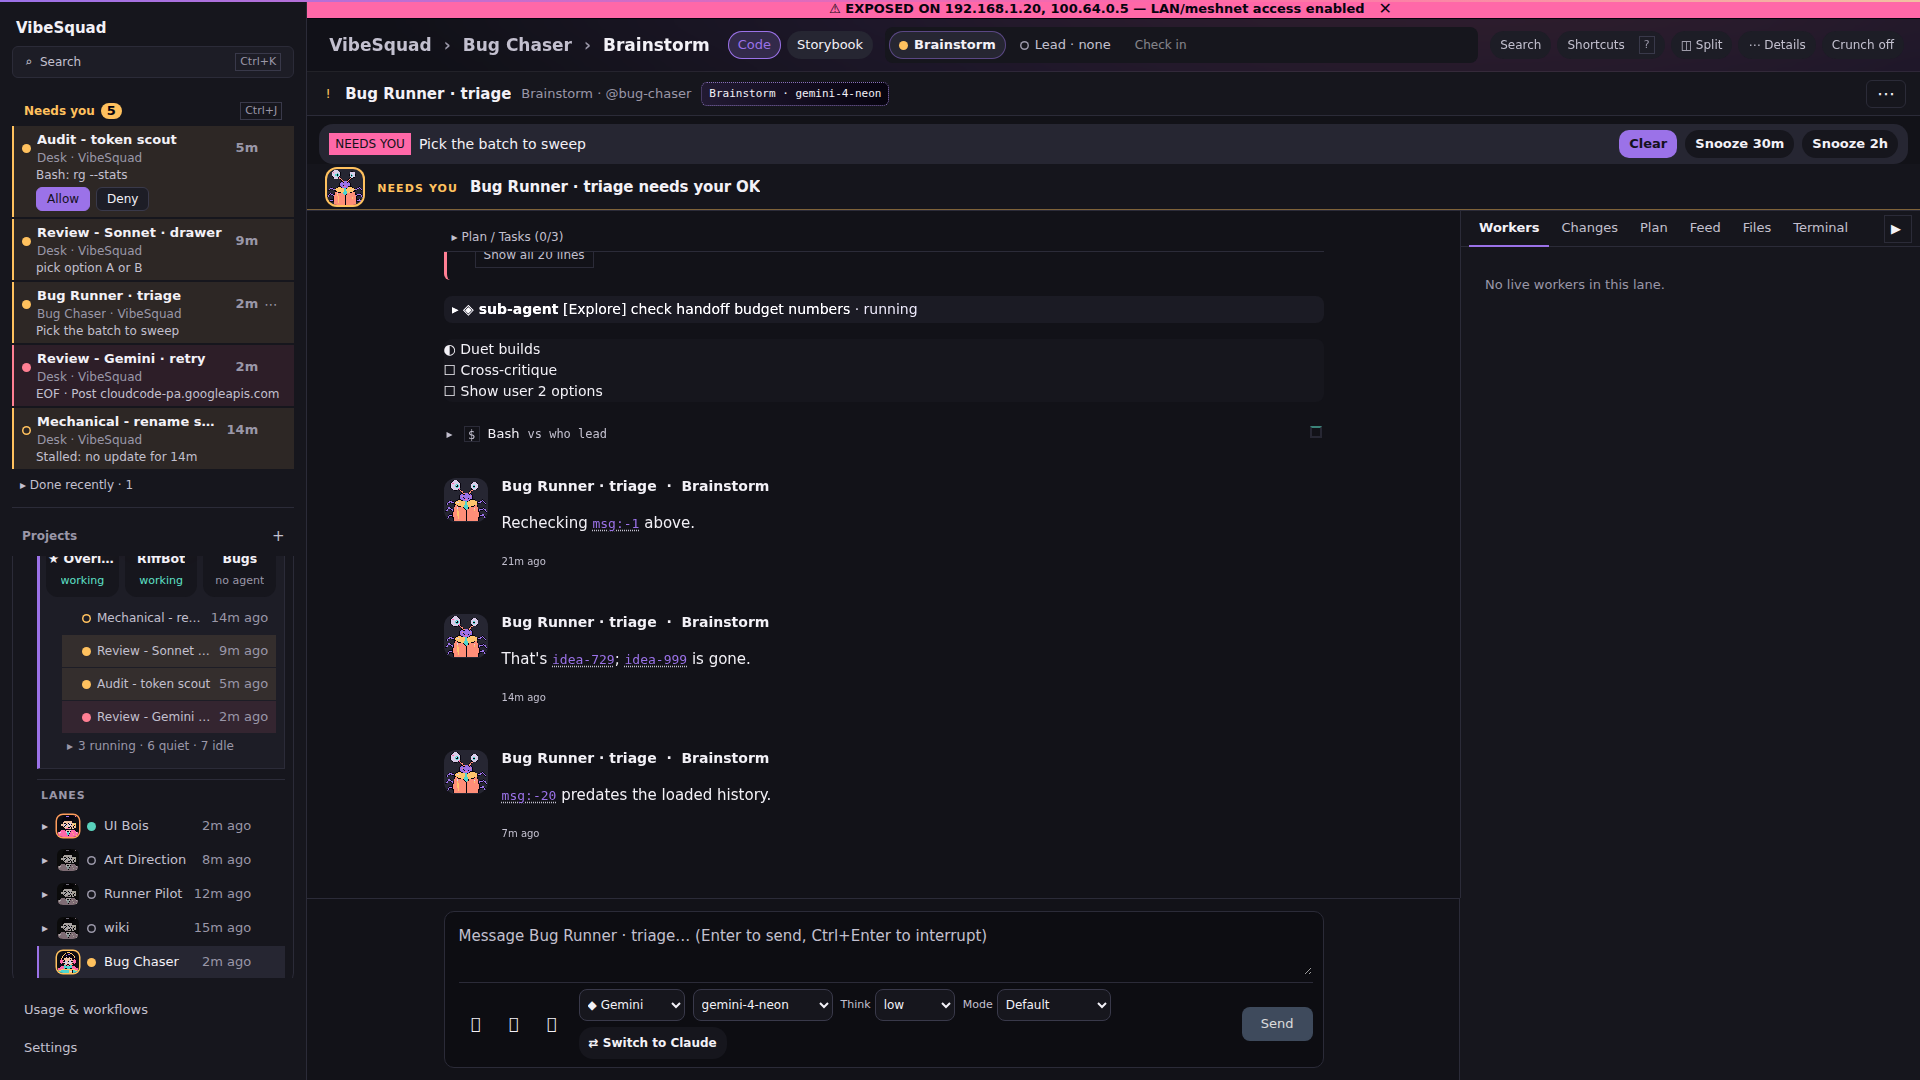 ⚠ EXPOSED ON 192.168.1.20, 100.64.0.5 — LAN/meshnet access enabled ✕
VibeSquad
⌕ Search Ctrl+K
Needs you 5 Ctrl+J
Audit - token scout 5m
Desk · VibeSquad
Bash: rg --stats
Allow Deny
Review - Sonnet · drawer 9m
Desk · VibeSquad
pick option A or B
Bug Runner · triage 2m ⋯
Bug Chaser · VibeSquad
Pick the batch to sweep
Review - Gemini · retry 2m
Desk · VibeSquad
EOF · Post cloudcode-pa.googleapis.com
Mechanical - rename s… 14m
Desk · VibeSquad
Stalled: no update for 14m
▸ Done recently · 1
Projects +
★ Overl… RiffBot Bugs
working working no agent
Mechanical - re… 14m ago
Review - Sonnet … 9m ago
Audit - token scout 5m ago
Review - Gemini … 2m ago
▸ 3 running · 6 quiet · 7 idle
LANES
▸ UI Bois 2m ago
▸ Art Direction 8m ago
▸ Runner Pilot 12m ago
▸ wiki 15m ago
Bug Chaser 2m ago
Usage & workflows
Settings
VibeSquad › Bug Chaser › Brainstorm Code Storybook Brainstorm Lead · none Check in Search Shortcuts ? ◫ Split ⋯ Details Crunch off
! Bug Runner · triage Brainstorm · @bug-chaser Brainstorm · gemini-4-neon ⋯
NEEDS YOU Pick the batch to sweep Clear Snooze 30m Snooze 2h
NEEDS YOU Bug Runner · triage needs your OK
▸ Plan / Tasks (0/3)
Show all 20 lines
▸ ◈ sub-agent [Explore] check handoff budget numbers · running
◐ Duet builds
☐ Cross-critique
☐ Show user 2 options
▸ $ Bash vs who lead
Bug Runner · triage · Brainstorm
Rechecking msg:-1 above.
21m ago
Bug Runner · triage · Brainstorm
That's idea-729; idea-999 is gone.
14m ago
Bug Runner · triage · Brainstorm
msg:-20 predates the loaded history.
7m ago
Message Bug Runner · triage… (Enter to send, Ctrl+Enter to interrupt)
◆ Gemini gemini-4-neon Think low Mode Default
⇄ Switch to Claude
Send
Workers Changes Plan Feed Files Terminal ▶
No live workers in this lane.